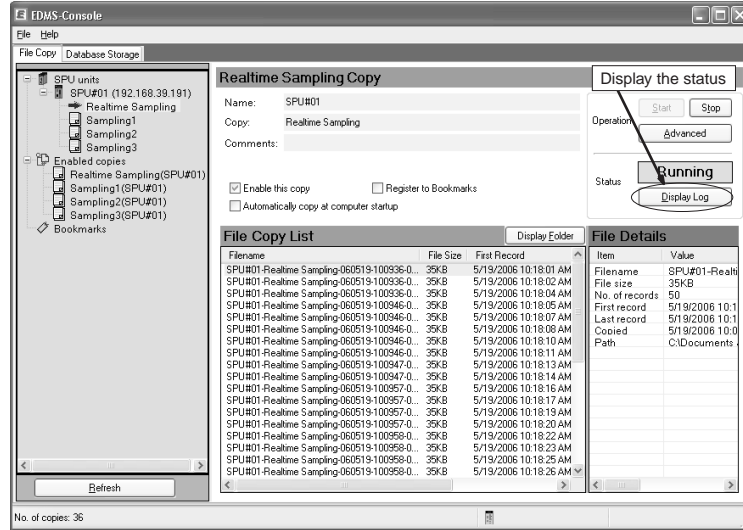 EDMS-Console
File Help
File Copy Database Storage
SPU units
SPU#01 (192.168.39.191)
Realtime Sampling
Sampling1
Sampling2
Sampling3
Enabled copies
Realtime Sampling(SPU#01)
Sampling1(SPU#01)
Sampling2(SPU#01)
Sampling3(SPU#01)
Bookmarks
Refresh
Realtime Sampling Copy
Name: SPU#01
Copy: Realtime Sampling
Comments:
Enable this copy Register to Bookmarks
Automatically copy at computer startup
Display the status
Operation Start Stop
Advanced
Status Running
Display Log
File Copy List Display Folder
Filename File Size First Record
SPU#01-Realtime Sampling-060519-100936-0... 35KB 5/19/2006 10:18:01 AM
SPU#01-Realtime Sampling-060519-100936-0... 35KB 5/19/2006 10:18:02 AM
SPU#01-Realtime Sampling-060519-100936-0... 35KB 5/19/2006 10:18:04 AM
SPU#01-Realtime Sampling-060519-100946-0... 35KB 5/19/2006 10:18:05 AM
SPU#01-Realtime Sampling-060519-100946-0... 35KB 5/19/2006 10:18:07 AM
SPU#01-Realtime Sampling-060519-100946-0... 35KB 5/19/2006 10:18:08 AM
SPU#01-Realtime Sampling-060519-100946-0... 35KB 5/19/2006 10:18:10 AM
SPU#01-Realtime Sampling-060519-100946-0... 35KB 5/19/2006 10:18:11 AM
SPU#01-Realtime Sampling-060519-100947-0... 35KB 5/19/2006 10:18:13 AM
SPU#01-Realtime Sampling-060519-100947-0... 35KB 5/19/2006 10:18:14 AM
SPU#01-Realtime Sampling-060519-100957-0... 35KB 5/19/2006 10:18:16 AM
SPU#01-Realtime Sampling-060519-100957-0... 35KB 5/19/2006 10:18:17 AM
SPU#01-Realtime Sampling-060519-100957-0... 35KB 5/19/2006 10:18:19 AM
SPU#01-Realtime Sampling-060519-100957-0... 35KB 5/19/2006 10:18:20 AM
SPU#01-Realtime Sampling-060519-100958-0... 35KB 5/19/2006 10:18:22 AM
SPU#01-Realtime Sampling-060519-100958-0... 35KB 5/19/2006 10:18:23 AM
SPU#01-Realtime Sampling-060519-100958-0... 35KB 5/19/2006 10:18:25 AM
SPU#01-Realtime Sampling-060519-100958-0... 35KB 5/19/2006 10:18:26 AM
File Details
Item Value
Filename SPU#01-Realti
File size 35KB
No. of records 50
First record 5/19/2006 10:1
Last record 5/19/2006 10:1
Copied 5/19/2006 10:0
Path C:\Documents
No. of copies: 36